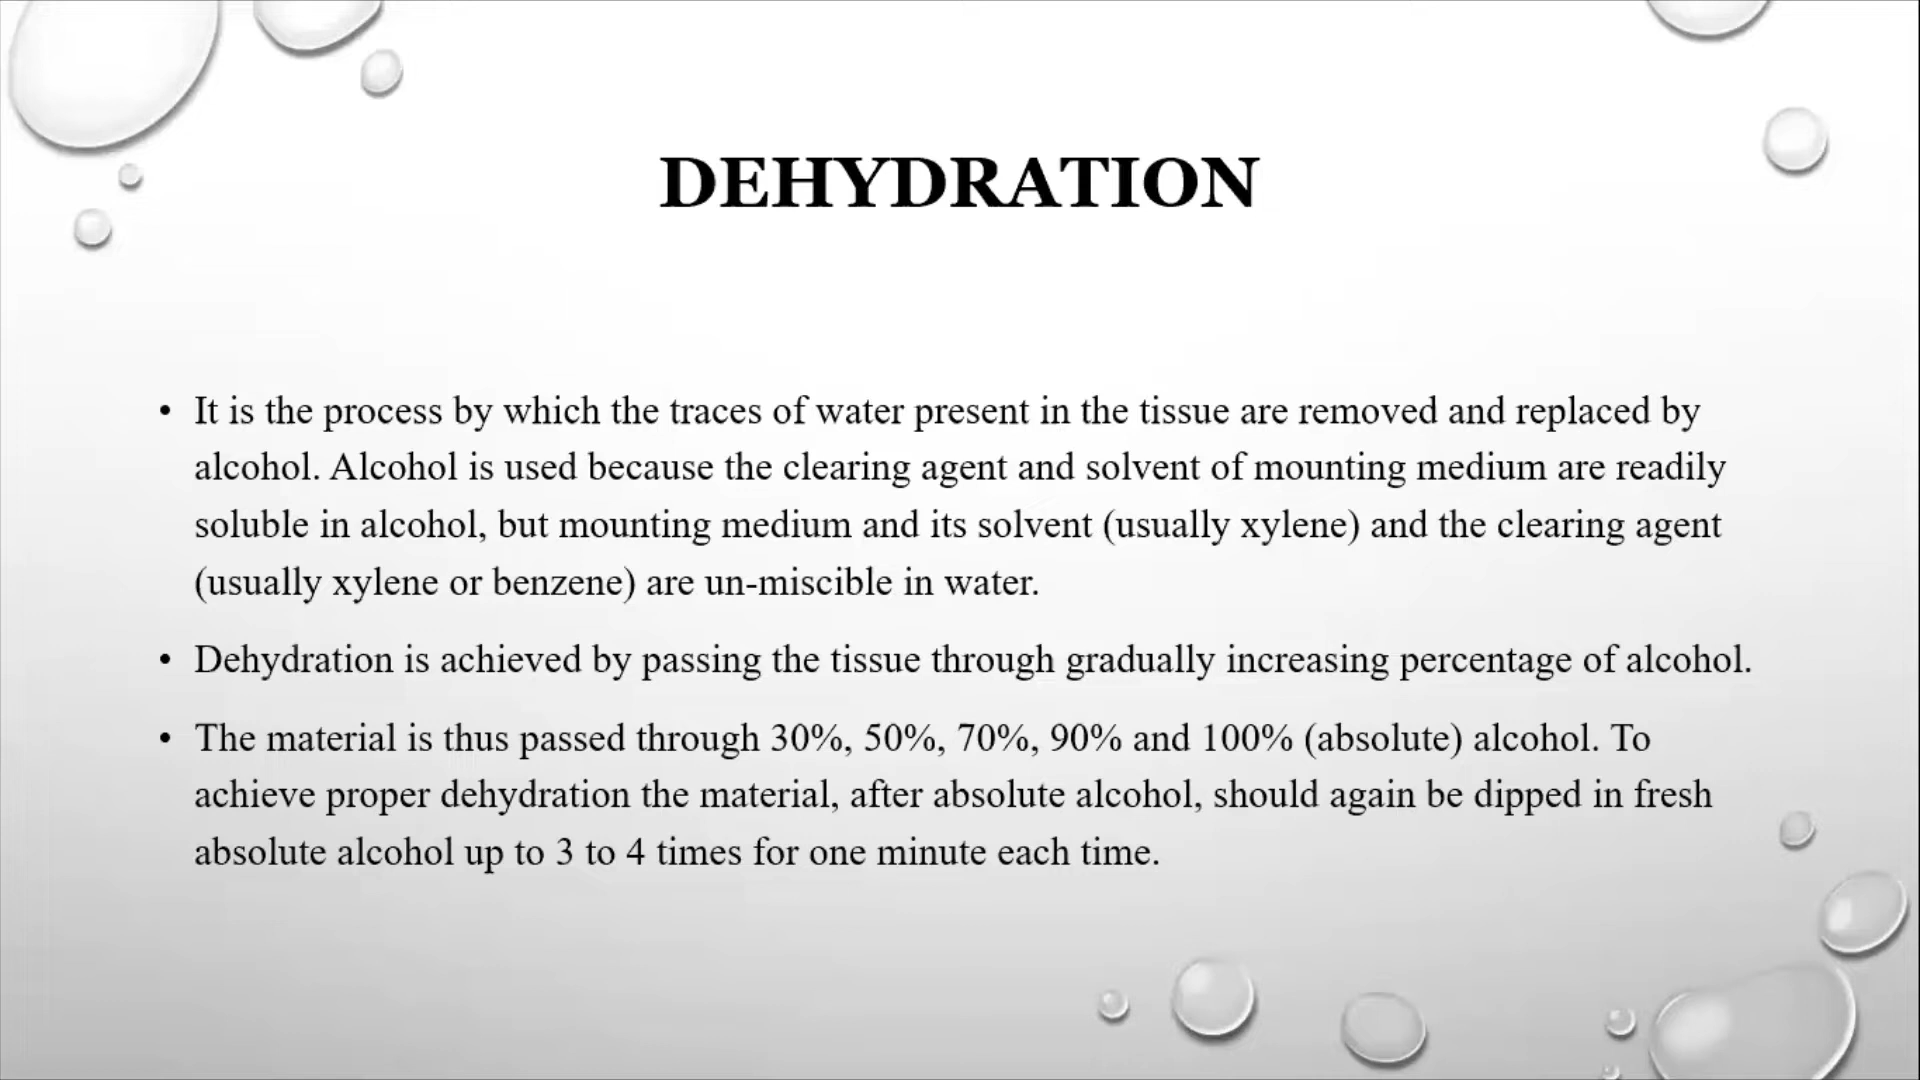 DEHYDRATION
• It is the process by which the traces of water present in the tissue are removed and replaced by
alcohol. Alcohol is used because the clearing agent and solvent of mounting medium are readily
soluble in alcohol, but mounting medium and its solvent (usually xylene) and the clearing agent
(usually xylene or benzene) are un-miscible in water.
• Dehydration is achieved by passing the tissue through gradually increasing percentage of alcohol.
• The material is thus passed through 30%, 50%, 70%, 90% and 100% (absolute) alcohol. To
achieve proper dehydration the material, after absolute alcohol, should again be dipped in fresh
absolute alcohol up to 3 to 4 times for one minute each time.